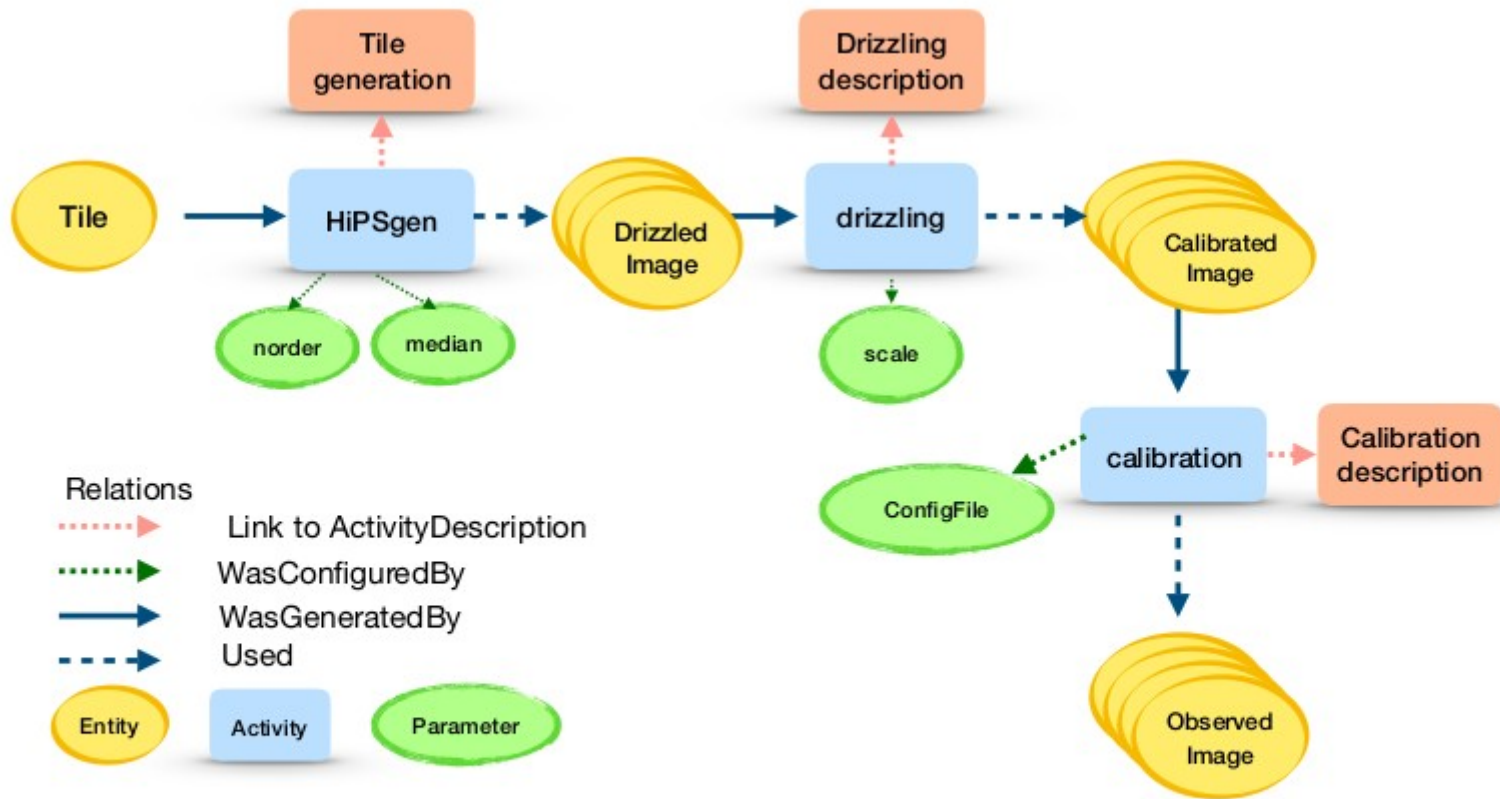 Tile
generation
Drizzling
description
Tile
HiPSgen
Drizzled
Image
drizzling
Calibrated
Image
norder
median
scale
calibration
Calibration
description
ConfigFile
Relations
Link to ActivityDescription
WasConfiguredBy
WasGeneratedBy
Used
Entity
Activity
Parameter
Observed
Image